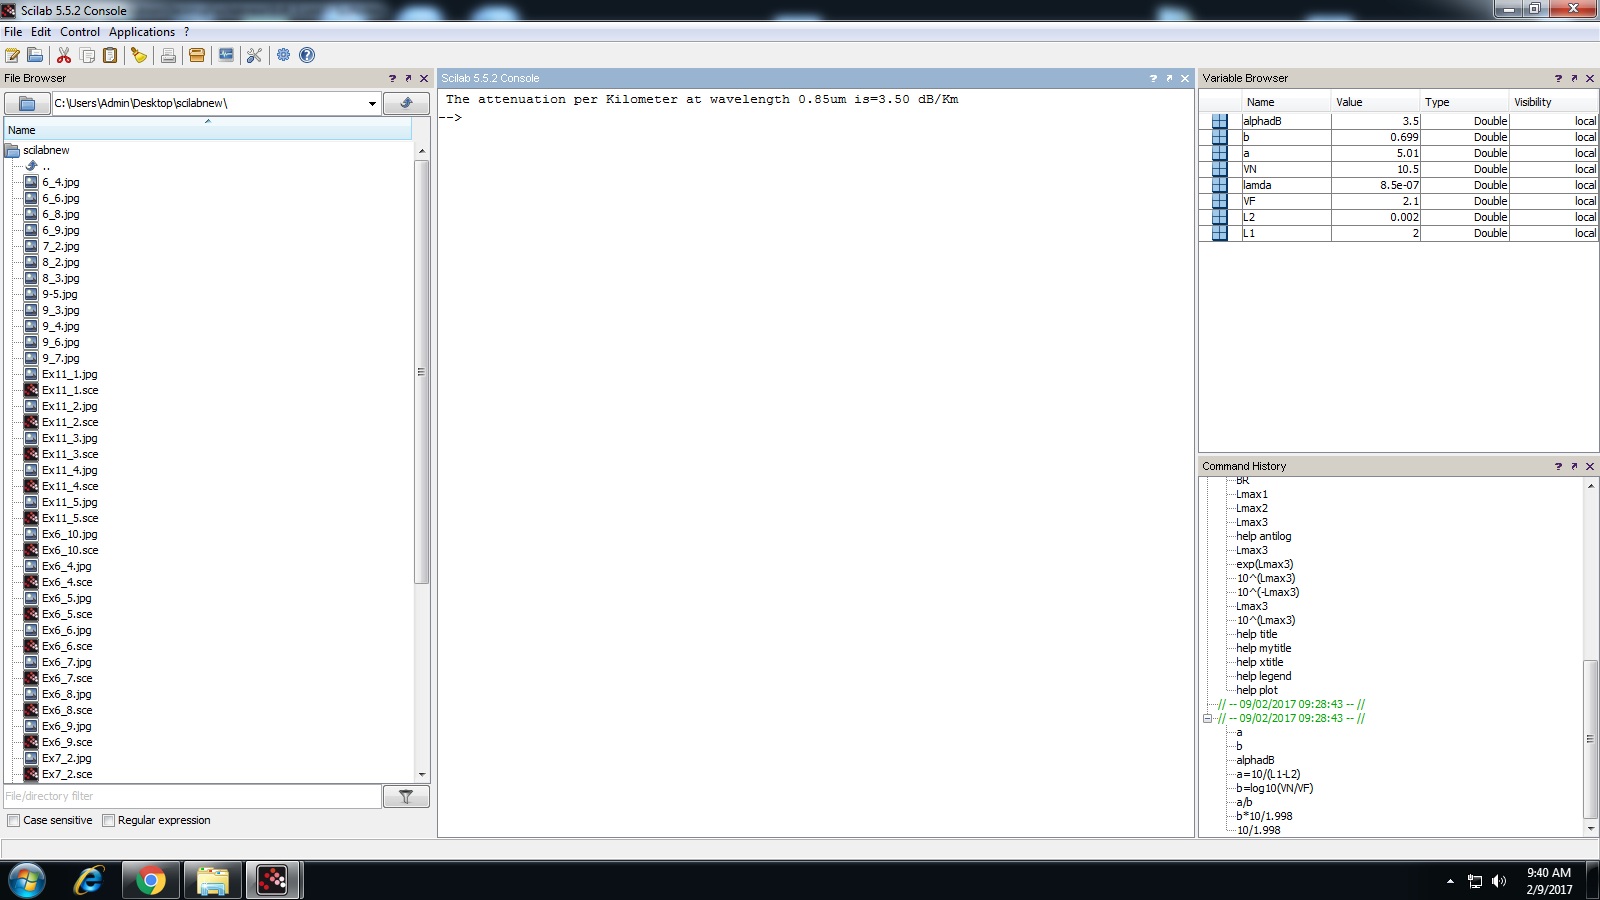 Scilab 5.5.2 Console
File Edit Control Applications ?
File Browser
C:\Users\Admin\Desktop\scilabnew\
Name
scilabnew
..
6_4.jpg
6_6.jpg
6_8.jpg
6_9.jpg
7_2.jpg
8_2.jpg
8_3.jpg
9-5.jpg
9_3.jpg
9_4.jpg
9_6.jpg
9_7.jpg
Ex11_1.jpg
Ex11_1.sce
Ex11_2.jpg
Ex11_2.sce
Ex11_3.jpg
Ex11_3.sce
Ex11_4.jpg
Ex11_4.sce
Ex11_5.jpg
Ex11_5.sce
Ex6_10.jpg
Ex6_10.sce
Ex6_4.jpg
Ex6_4.sce
Ex6_5.jpg
Ex6_5.sce
Ex6_6.jpg
Ex6_6.sce
Ex6_7.jpg
Ex6_7.sce
Ex6_8.jpg
Ex6_8.sce
Ex6_9.jpg
Ex6_9.sce
Ex7_2.jpg
Ex7_2.sce
File/directory filter
Case sensitive Regular expression
Scilab 5.5.2 Console
The attenuation per Kilometer at wavelength 0.85um is=3.50 dB/Km
-->
Variable Browser
Name Value Type Visibility
alphadB 3.5 Double local
b 0.699 Double local
a 5.01 Double local
VN 10.5 Double local
lamda 8.5e-07 Double local
VF 2.1 Double local
L2 0.002 Double local
L1 2 Double local
Command History
BR
Lmax1
Lmax2
Lmax3
help antilog
Lmax3
exp(Lmax3)
10^(Lmax3)
10^(-Lmax3)
Lmax3
10^(Lmax3)
help title
help mytitle
help xtitle
help legend
help plot
// -- 09/02/2017 09:28:43 -- //
// -- 09/02/2017 09:28:43 -- //
a
b
alphadB
a=10/(L1-L2)
b=log10(VN/VF)
a/b
b*10/1.998
10/1.998
9:40 AM
2/9/2017